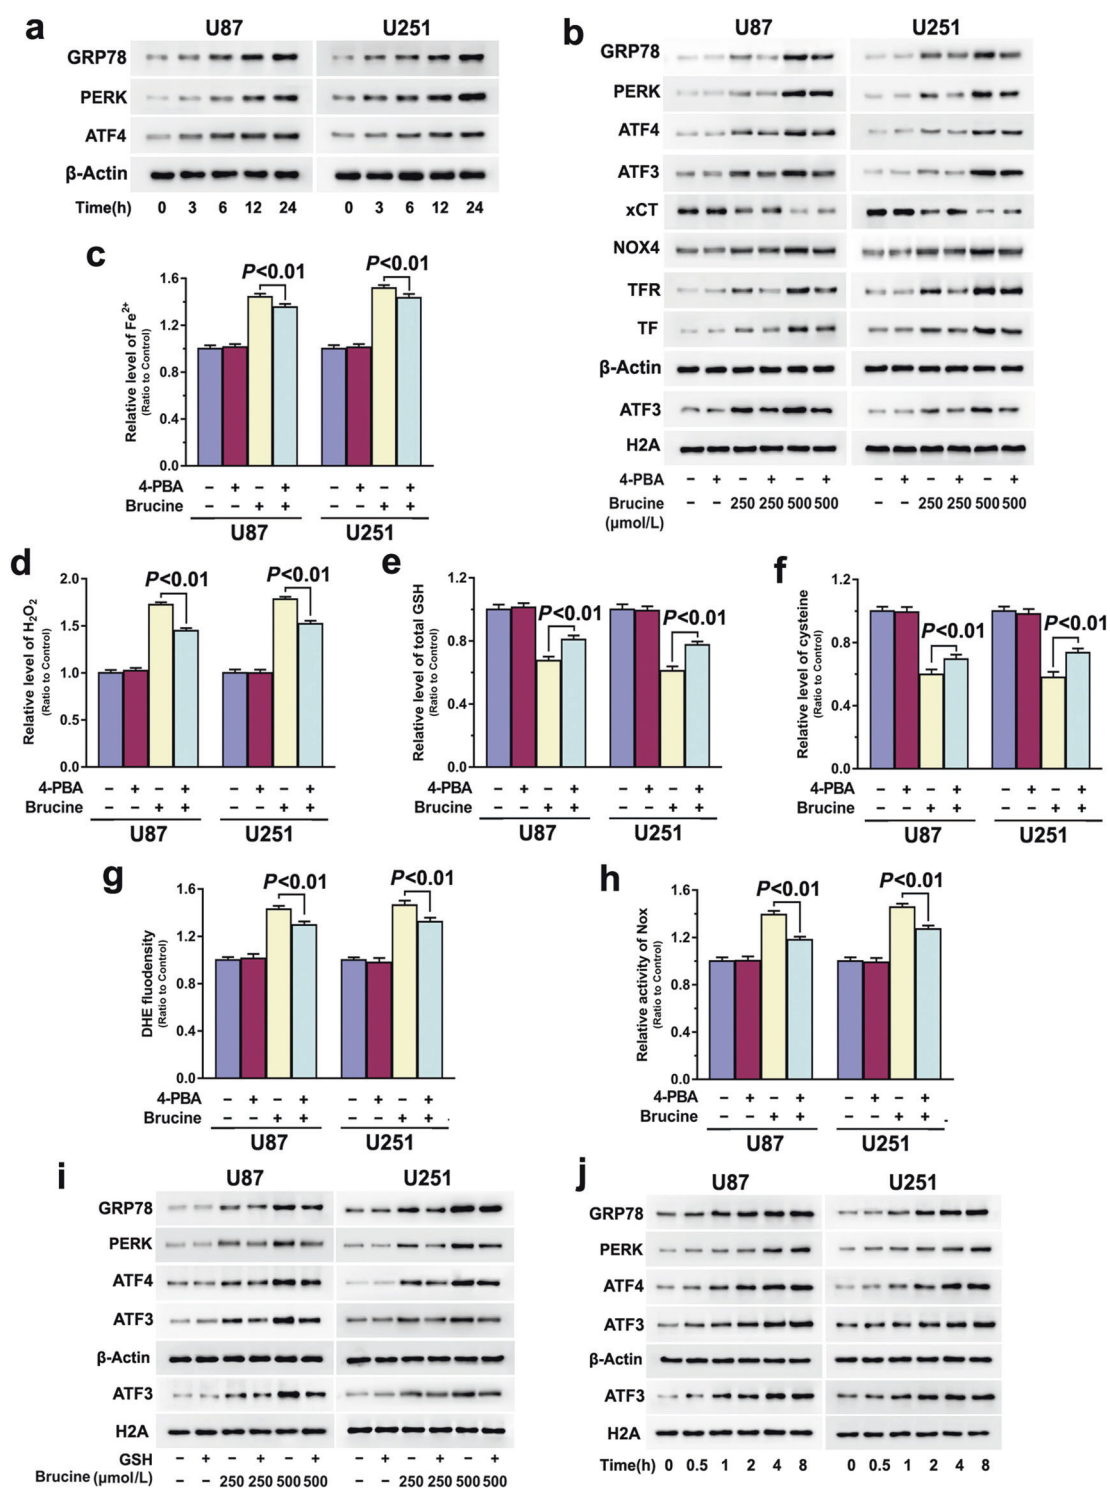 a
U87 U251
GRP78
PERK
ATF4
β-Actin
Time(h) 0 3 6 12 24 0 3 6 12 24
b
U87 U251
GRP78
PERK
ATF4
ATF3
xCT
NOX4
TFR
TF
β-Actin
ATF3
H2A
4-PBA − + − + − + − + − + − +
Brucine − − 250 250 500 500 − − 250 250 500 500
(μmol/L)
c
Relative level of Fe²⁺
(Ratio to Control)
1.6
1.2
0.8
0.4
0.0
P<0.01 P<0.01
4-PBA − + − + − + − +
Brucine − − + + − − + +
U87 U251
d
Relative level of H₂O₂
(Ratio to Control)
2.0
1.5
1.0
0.5
0.0
P<0.01 P<0.01
4-PBA − + − + − + − +
Brucine − − + + − − + +
U87 U251
e
Relative level of total GSH
(Ratio to Control)
1.2
0.8
0.4
0.0
P<0.01 P<0.01
4-PBA − + − + − + − +
Brucine − − + + − − + +
U87 U251
f
Relative level of cysteine
(Ratio to Control)
1.2
0.8
0.4
0.0
P<0.01 P<0.01
4-PBA − + − + − + − +
Brucine − − + + − − + +
U87 U251
g
DHE fluodensity
(Ratio to Control)
1.6
1.2
0.8
0.4
0.0
P<0.01 P<0.01
4-PBA − + − + − + − +
Brucine − − + + − − + + .
U87 U251
h
Relative activity of Nox
(Ratio to Control)
1.6
1.2
0.8
0.4
0.0
P<0.01 P<0.01
4-PBA − + − + − + − +
Brucine − − + + − − + + .
U87 U251
i
U87 U251
GRP78
PERK
ATF4
ATF3
β-Actin
ATF3
H2A
GSH − + − + − + − + − + − +
Brucine (μmol/L) − − 250 250 500 500 − − 250 250 500 500
j
U87 U251
GRP78
PERK
ATF4
ATF3
β-Actin
ATF3
H2A
Time(h) 0 0.5 1 2 4 8 0 0.5 1 2 4 8